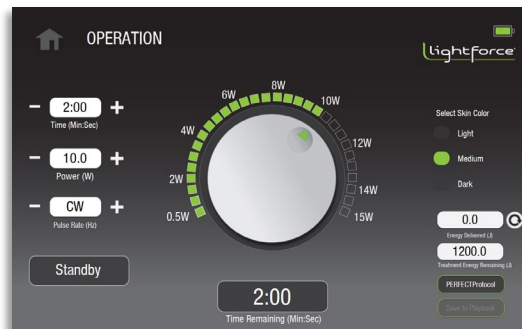 OPERATION
lightforce
2:00
Time (Min:Sec)
10.0
Power (W)
CW
Pulse Rate (Hz)
Standby
0.5W
2W
4W
6W
8W
10W
12W
14W
15W
2:00
Time Remaining (Min:Sec)
Select Skin Color
Light
Medium
Dark
0.0
Energy Delivered (J)
1200.0
Treatment Energy Remaining (J)
PERFECTProtocol
Save to Playbook